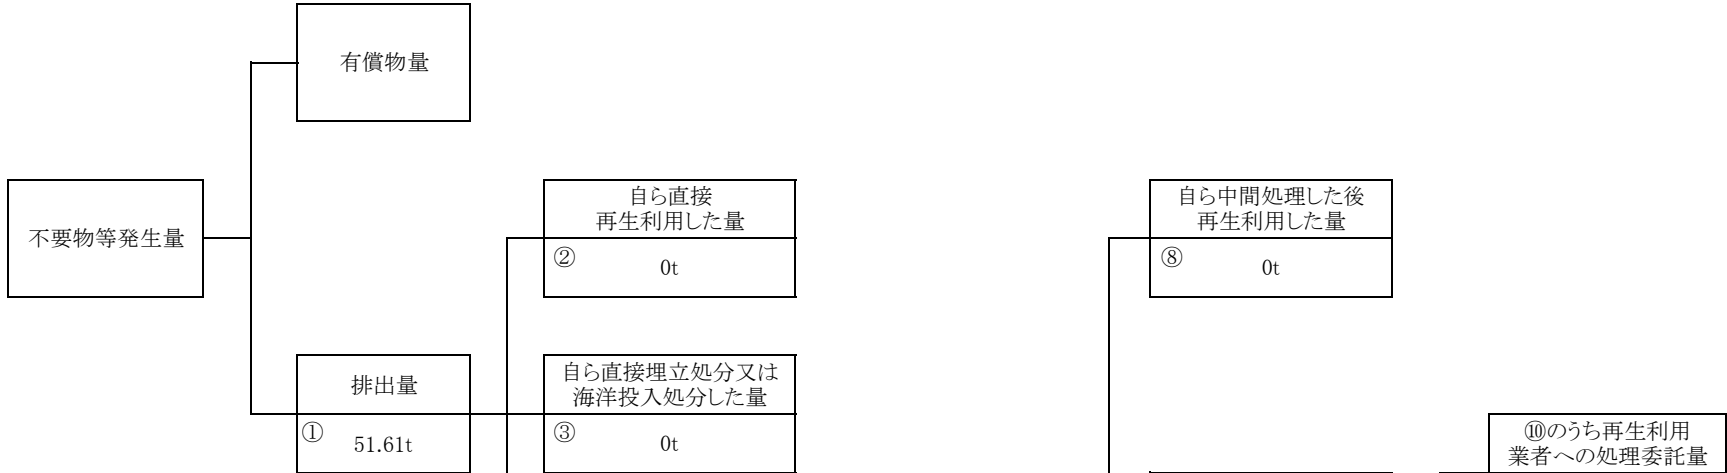 有償物量
不要物等発生量
自ら直接
再生利用した量
② 0t
自ら中間処理した後
再生利用した量
⑧ 0t
排出量
① 51.61t
自ら直接埋立処分又は
海洋投入処分した量
③ 0t
⑩のうち再生利用
業者への処理委託量